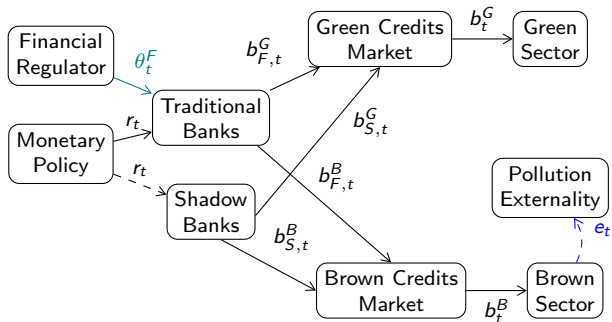 Financial
Regulator
θ_t^F
Monetary
Policy
r_t
r_t
Traditional
Banks
Shadow
Banks
b_{F,t}^G
b_{S,t}^G
b_{F,t}^B
b_{S,t}^B
Green Credits
Market
b_t^G
Green
Sector
Brown Credits
Market
b_t^B
Brown
Sector
e_t
Pollution
Externality